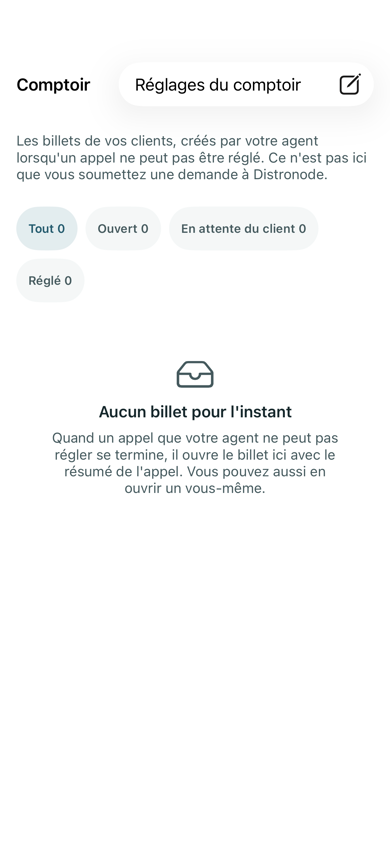 Comptoir
Réglages du comptoir
Les billets de vos clients, créés par votre agent
lorsqu'un appel ne peut pas être réglé. Ce n'est pas ici
que vous soumettez une demande à Distronode.
Tout 0
Ouvert 0
En attente du client 0
Réglé 0
Aucun billet pour l'instant
Quand un appel que votre agent ne peut pas
régler se termine, il ouvre le billet ici avec le
résumé de l'appel. Vous pouvez aussi en
ouvrir un vous-même.